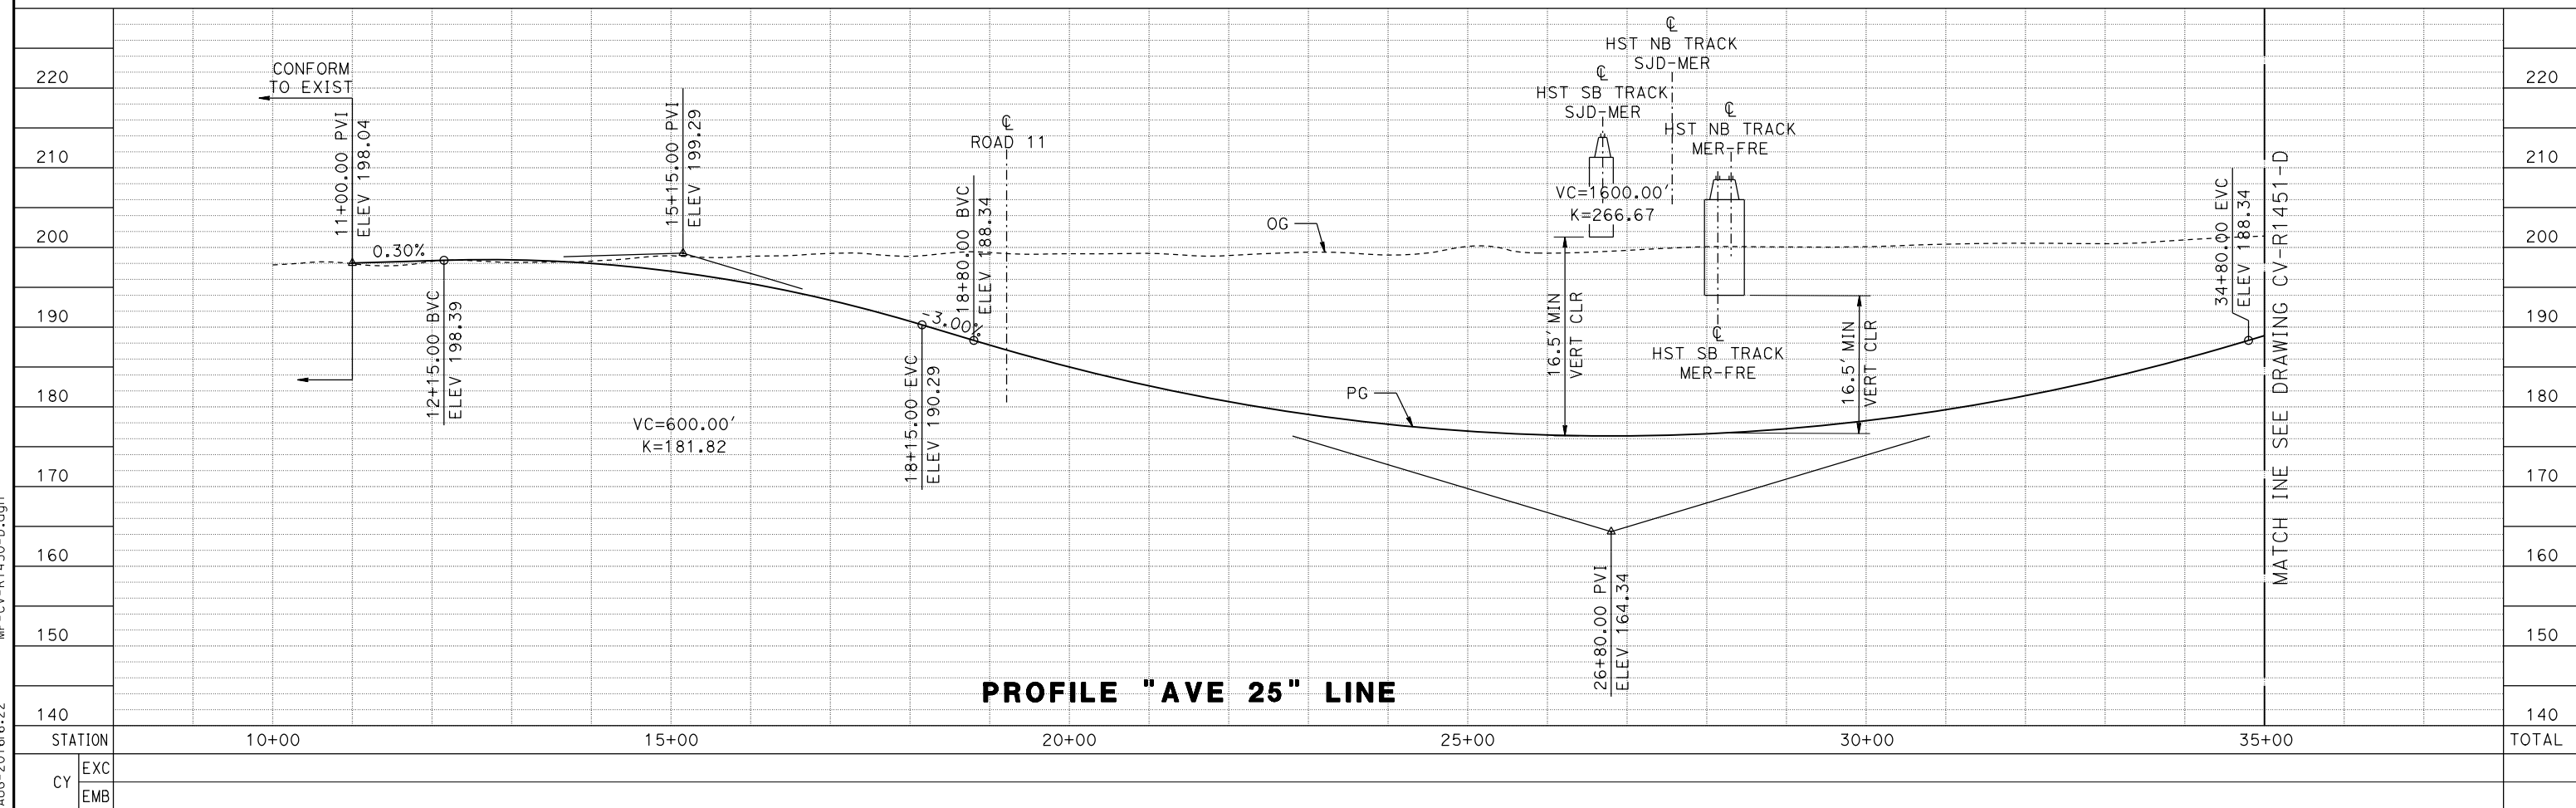 HST NB TRACK
SJD-MER
HST SB TRACK
SJD-MER
HST NB TRACK
MER-FRE
CONFORM
TO EXIST
220
220
210
210
200
200
190
190
180
180
170
170
160
160
150
150
140
140
11+00.00 PVI
ELEV 198.04
0.30%
12+15.00 BVC
ELEV 198.39
15+15.00 PVI
ELEV 199.29
VC=600.00'
K=181.82
18+15.00 EVC
ELEV 190.29
-3.00%
18+80.00 BVC
ELEV 188.34
℄
ROAD 11
OG
PG
VC=1600.00'
K=266.67
16.5' MIN
VERT CLR
℄
HST SB TRACK
MER-FRE
16.5' MIN
VERT CLR
26+80.00 PVI
ELEV 164.34
34+80.00 EVC
ELEV 188.34
MATCH INE SEE DRAWING CV-R1451-D
PROFILE "AVE 25" LINE
STATION
10+00
15+00
20+00
25+00
30+00
35+00
TOTAL
CY
EXC
EMB